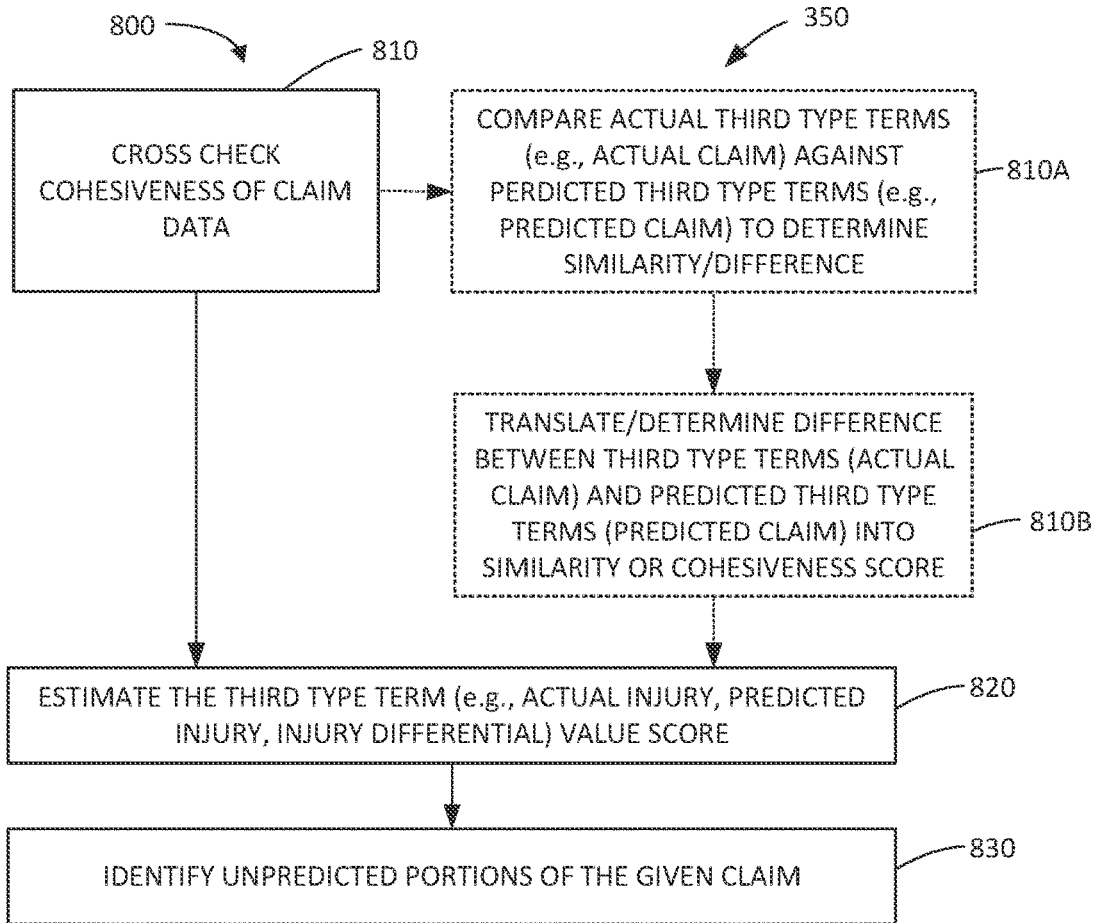 800
810
350
CROSS CHECK
COHESIVENESS OF CLAIM
DATA
COMPARE ACTUAL THIRD TYPE TERMS
(e.g., ACTUAL CLAIM) AGAINST
PERDICTED THIRD TYPE TERMS (e.g.,
PREDICTED CLAIM) TO DETERMINE
SIMILARITY/DIFFERENCE
810A
TRANSLATE/DETERMINE DIFFERENCE
BETWEEN THIRD TYPE TERMS (ACTUAL
CLAIM) AND PREDICTED THIRD TYPE
TERMS (PREDICTED CLAIM) INTO
SIMILARITY OR COHESIVENESS SCORE
810B
ESTIMATE THE THIRD TYPE TERM (e.g., ACTUAL INJURY, PREDICTED
INJURY, INJURY DIFFERENTIAL) VALUE SCORE
820
IDENTIFY UNPREDICTED PORTIONS OF THE GIVEN CLAIM
830